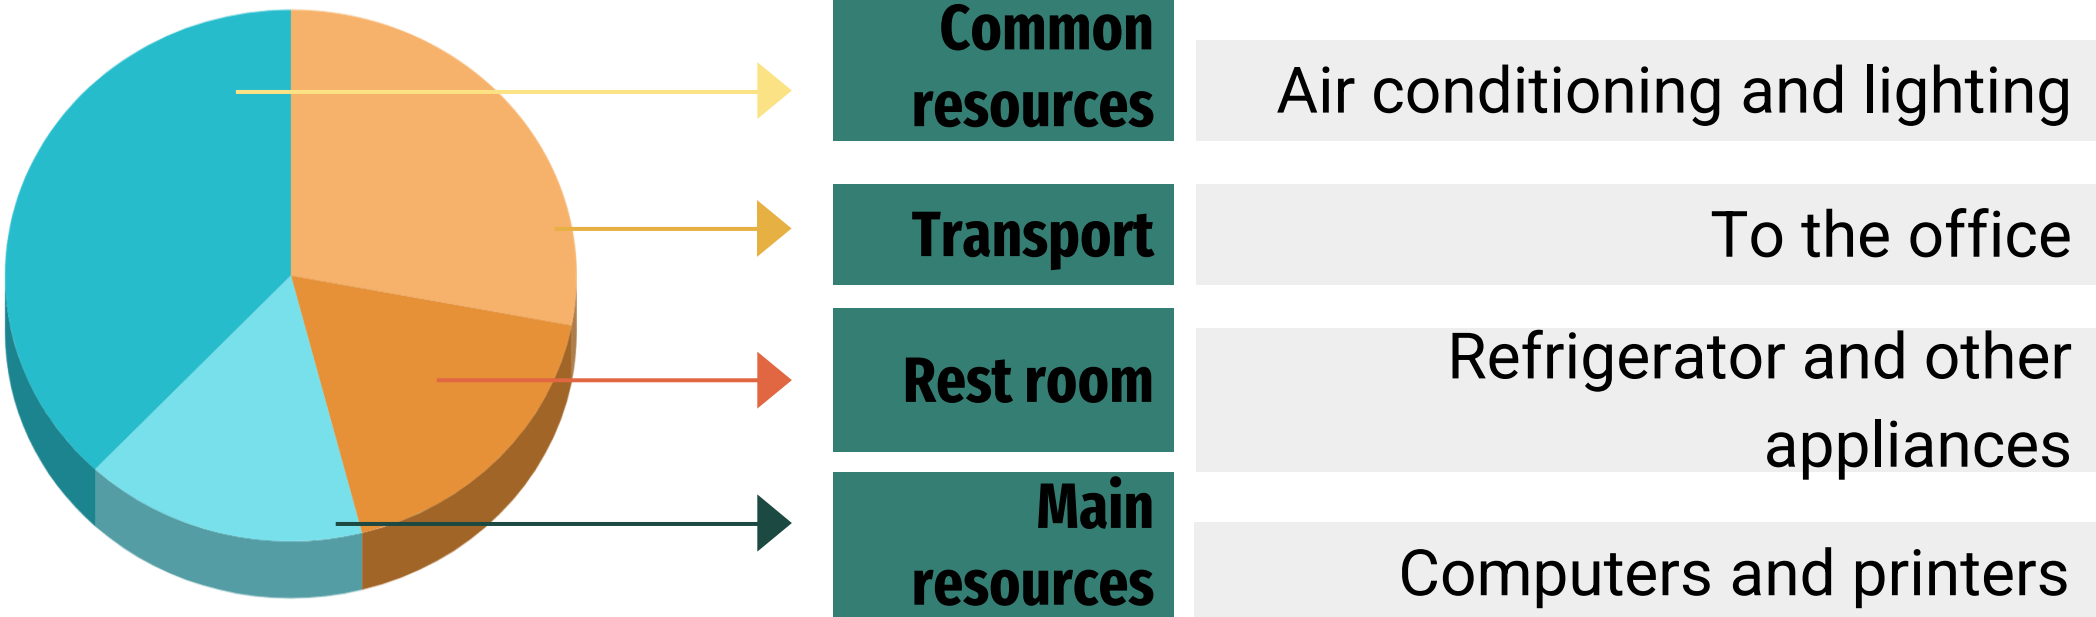 Common
resources
Air conditioning and lighting
Transport
To the office
Rest room
Refrigerator and other
appliances
Main
resources
Computers and printers